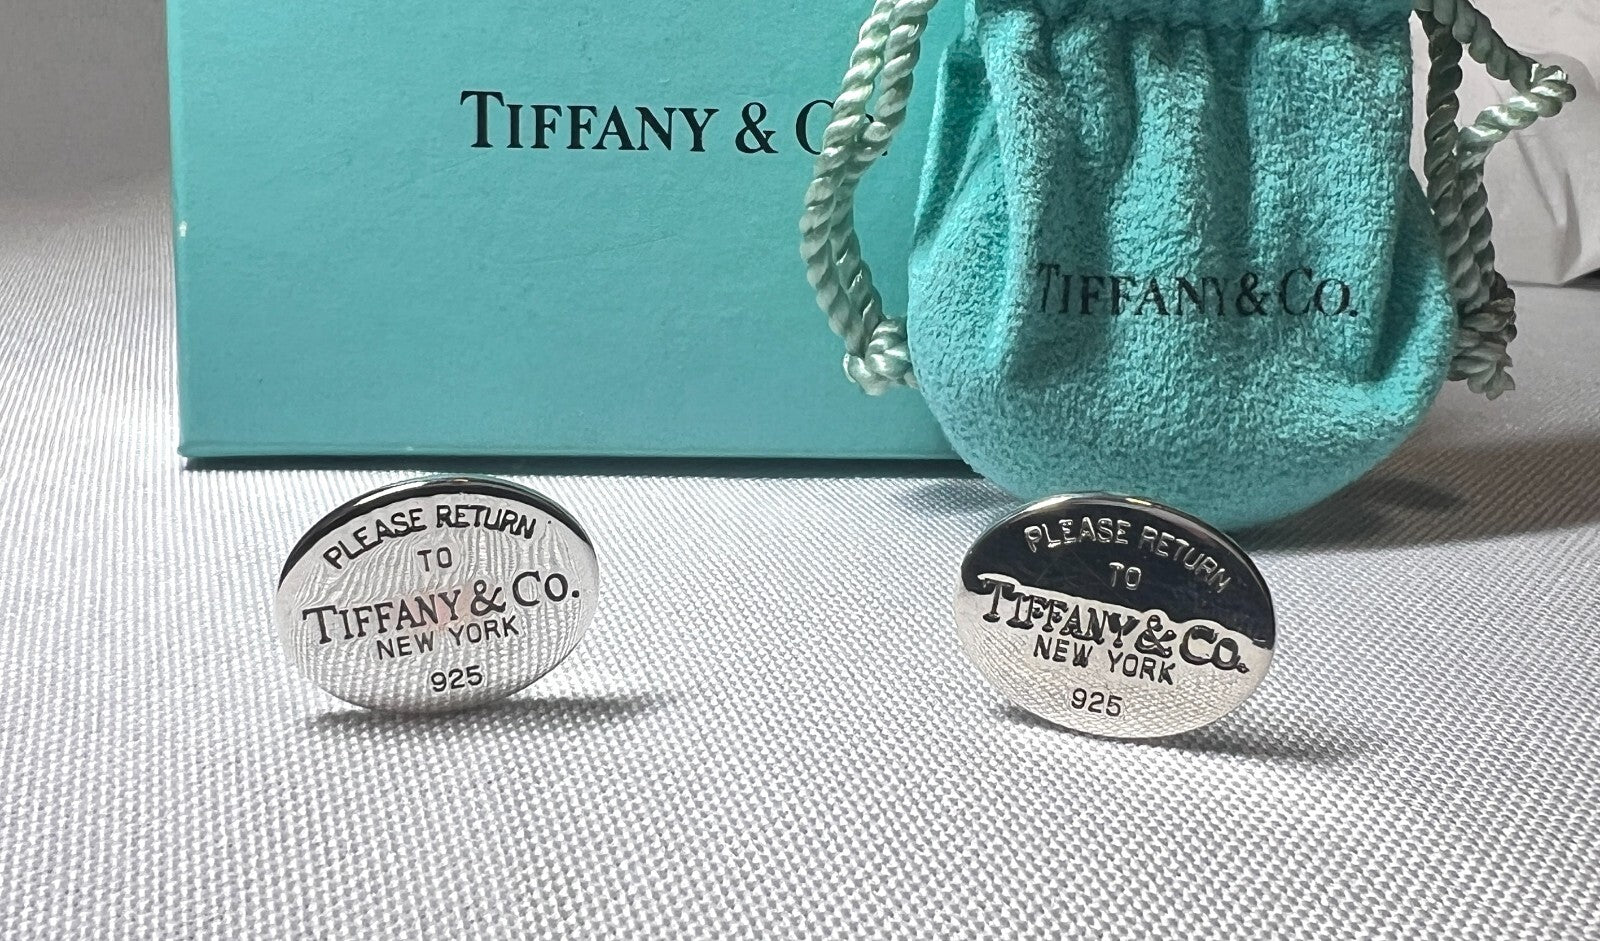 TIFFANY & Co.
TIFFANY & Co.
PLEASE RETURN
TO
TIFFANY & Co.
NEW YORK
925
PLEASE RETURN
TO
TIFFANY & Co.
NEW YORK
925